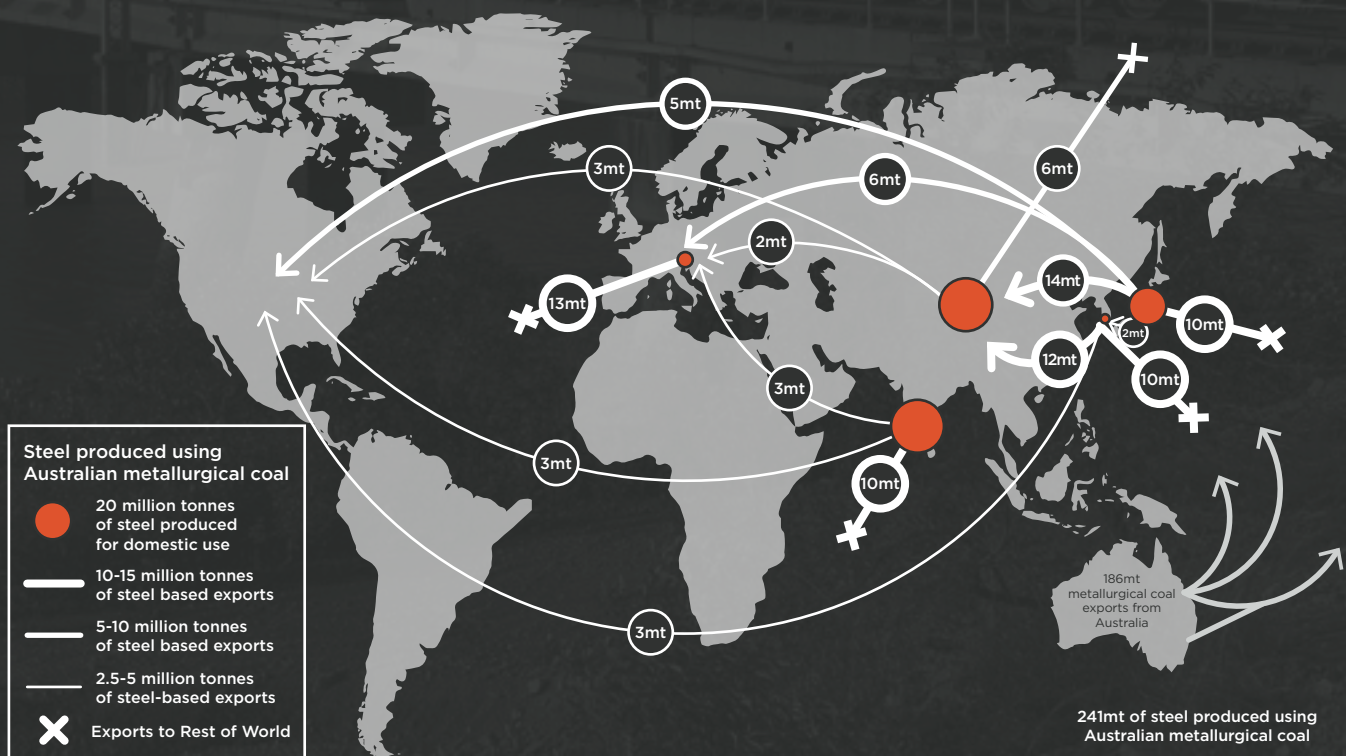 5mt
3mt
6mt
6mt
2mt
14mt
13mt
10mt
2mt
12mt
10mt
3mt
3mt
10mt
3mt
Steel produced using
Australian metallurgical coal
20 million tonnes
of steel produced
for domestic use
10-15 million tonnes
of steel based exports
5-10 million tonnes
of steel based exports
2.5-5 million tonnes
of steel-based exports
Exports to Rest of World
186mt
metallurgical coal
exports from
Australia
241mt of steel produced using
Australian metallurgical coal